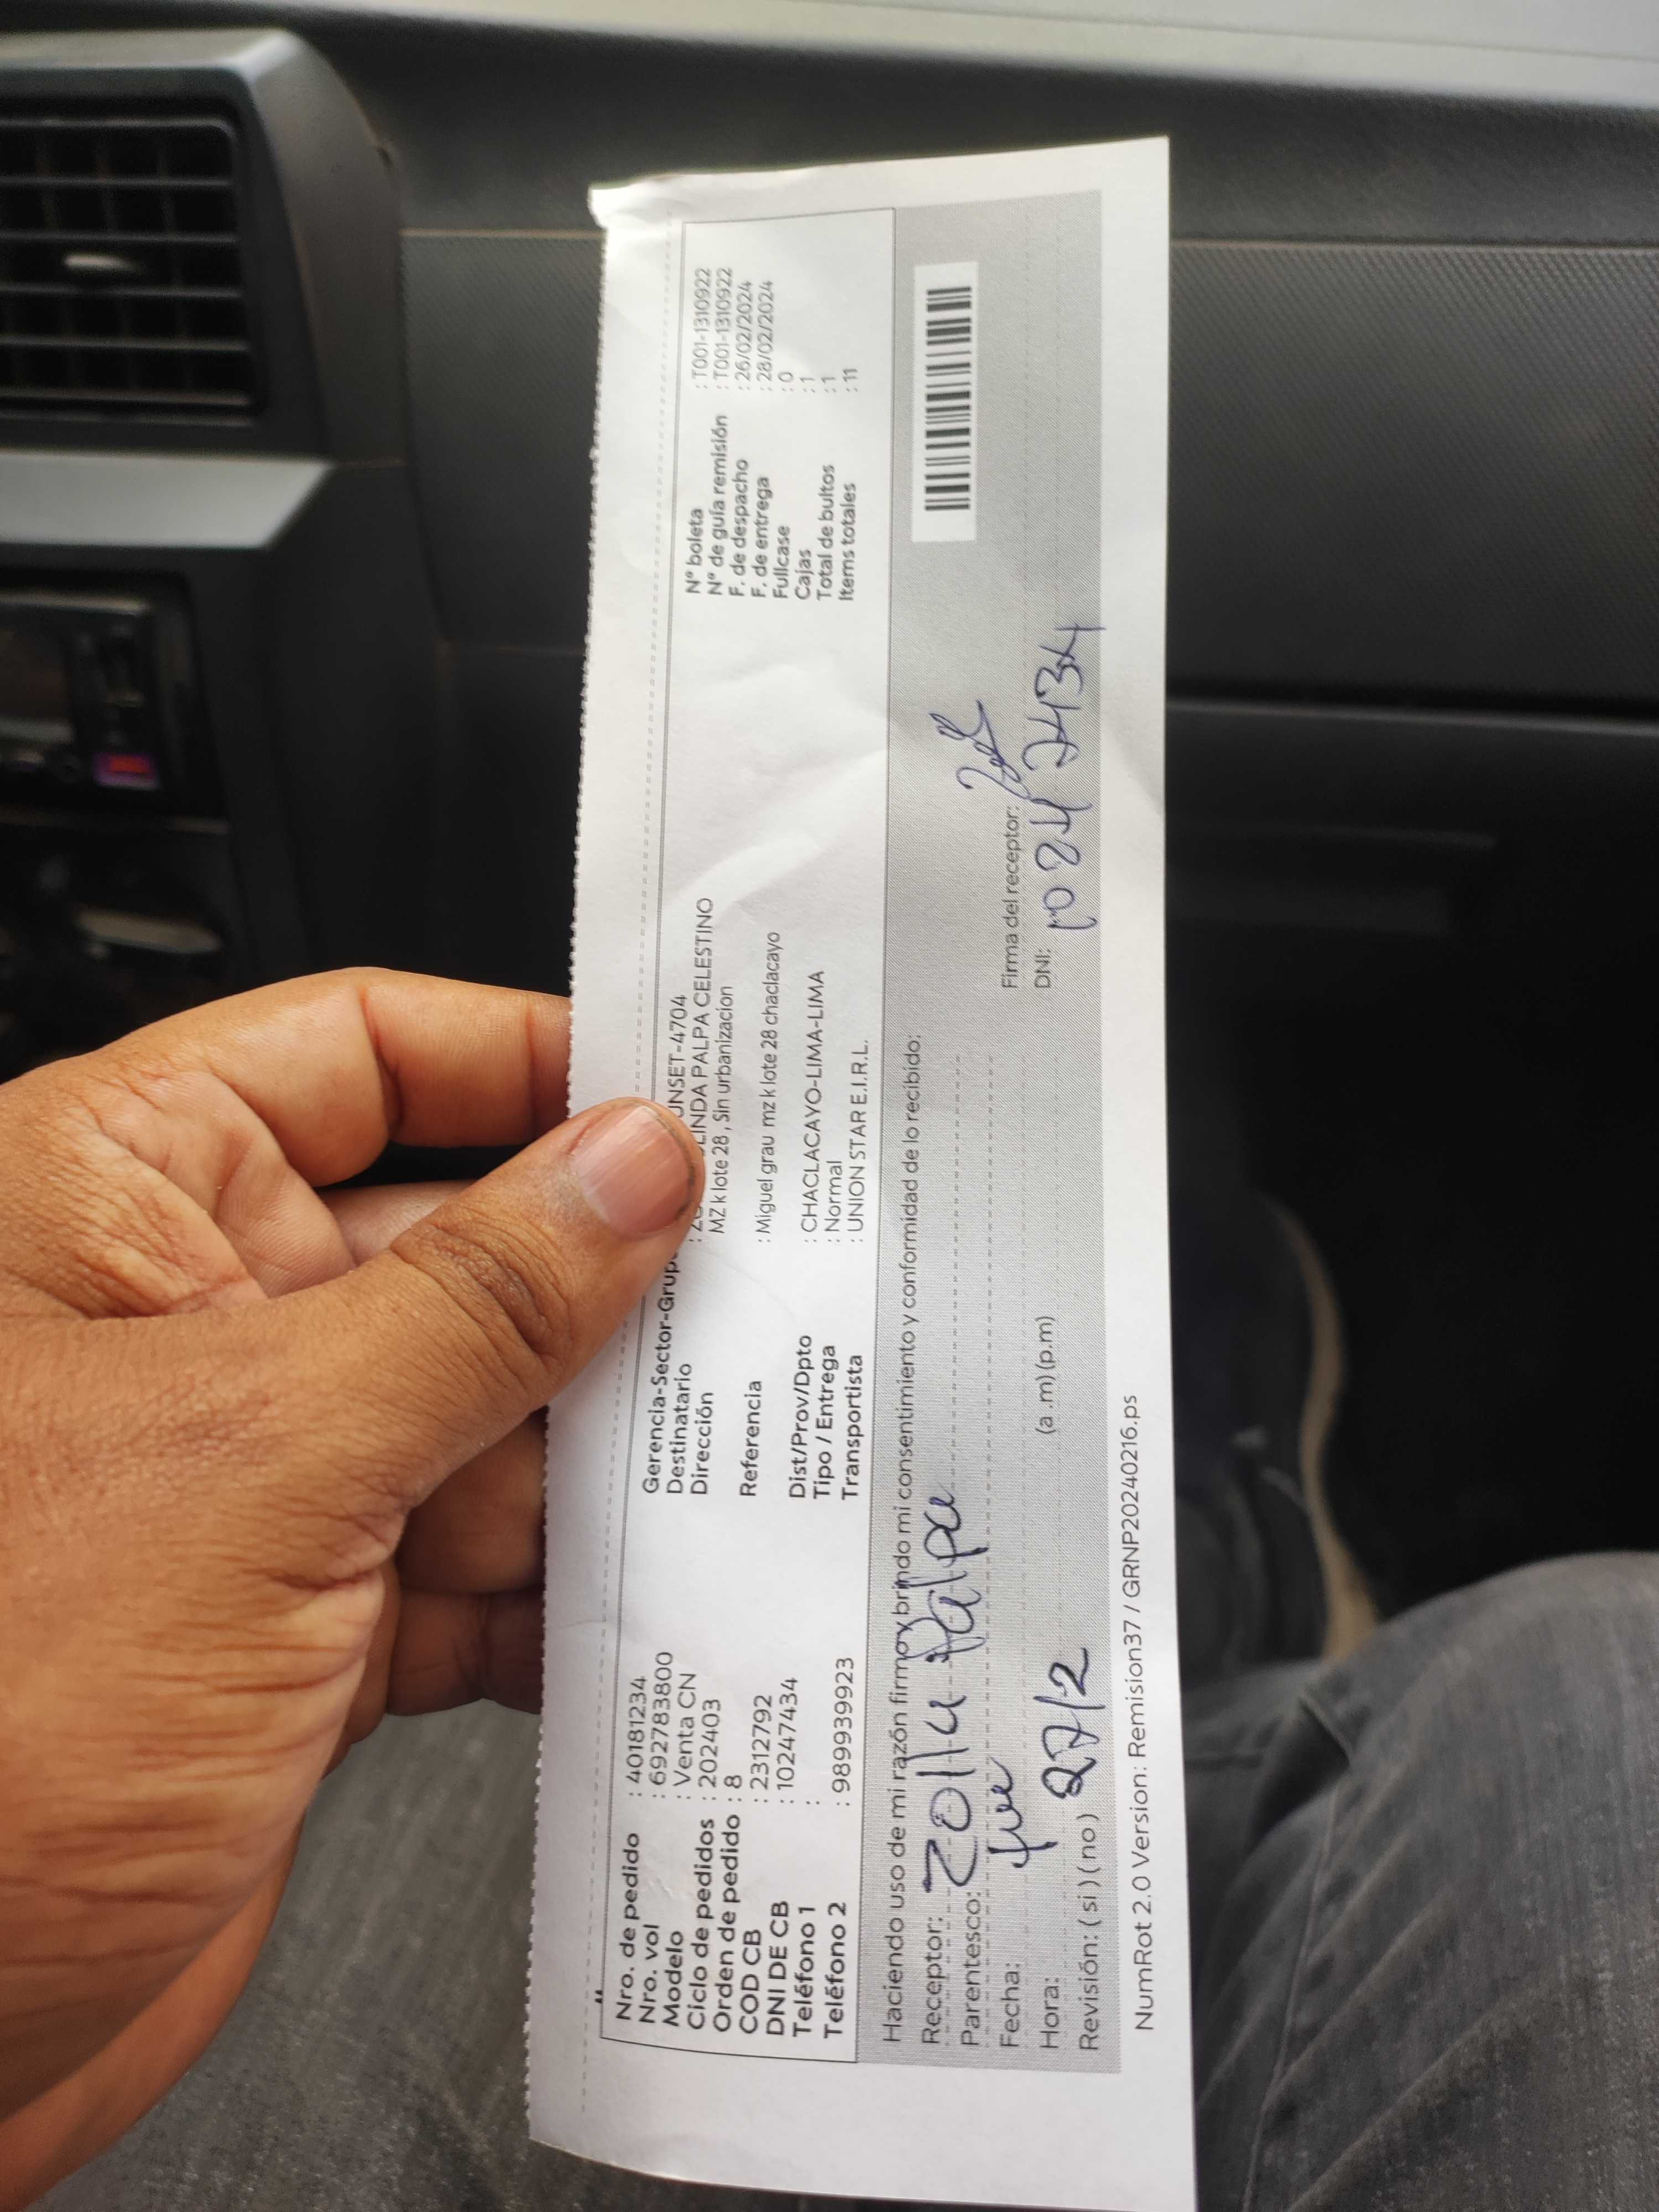 Nro. de pedido : 40181234
Nro. vol : 692783800
Modelo : Venta CN
Ciclo de pedidos : 202403
Orden de pedido : 8
COD CB : 2312792
DNI DE CB : 10247434
Teléfono 1 :
Teléfono 2 : 989939923
Gerencia-Sector-Grup UNSET-4704
Destinatario LINDA PALPA CELESTINO
Dirección MZ k lote 28, Sin urbanizacion
Referencia : Miguel grau mz k lote 28 chaclacayo
Dist/Prov/Dpto : CHACLACAYO-LIMA-LIMA
Tipo / Entrega : Normal
Transportista : UNION STAR E.I.R.L.
N° boleta : T001-1310922
N° de guía remisión : T001-1310922
F. de despacho : 26/02/2024
F. de entrega : 28/02/2024
Fullcase : 0
Cajas : 1
Total de bultos : 1
Items totales : 11
Haciendo uso de mi razón firmo y brindo mi consentimiento y conformidad de lo recibido:
Receptor: Palpa
Parentesco:
Fecha: 27/2
Hora: (a.m) (p.m)
Revisión: (si) (no)
Firma del receptor:
DNI: 10247434
NumRot 2.0 Version: Remision37 / GRNP20240216.ps